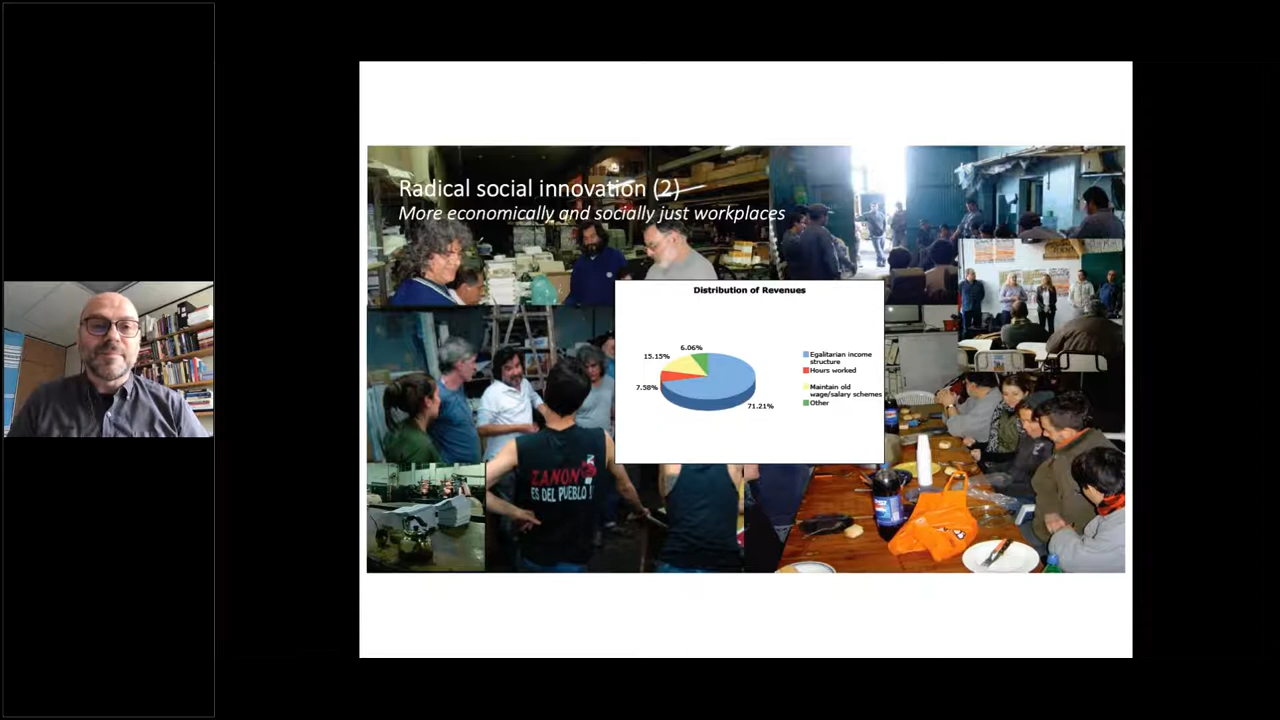 Radical social innovation (2)
More economically and socially just workplaces
Distribution of Revenues
6.06%
15.15%
7.58%
71.21%
Egalitarian income
structure
Hours worked
Maintain old
wage/salary schemes
Other
ZANON
ES DEL PUEBLO !